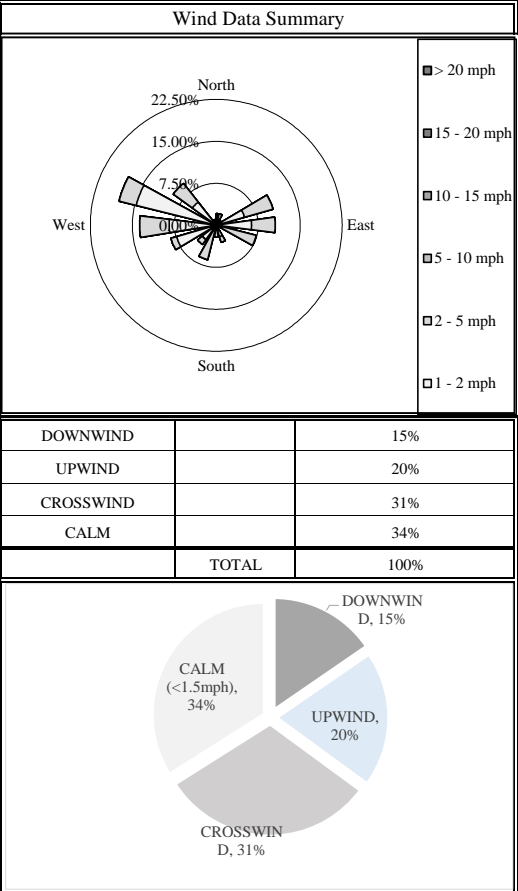 Wind Data Summary
North
22.50%
15.00%
7.50%
0.00%
West
East
South
> 20 mph
15 - 20 mph
10 - 15 mph
5 - 10 mph
2 - 5 mph
1 - 2 mph
DOWNWIND 15%
UPWIND 20%
CROSSWIND 31%
CALM 34%
TOTAL 100%
DOWNWIN
D, 15%
CALM
(<1.5mph),
34%
UPWIND,
20%
CROSSWIN
D, 31%